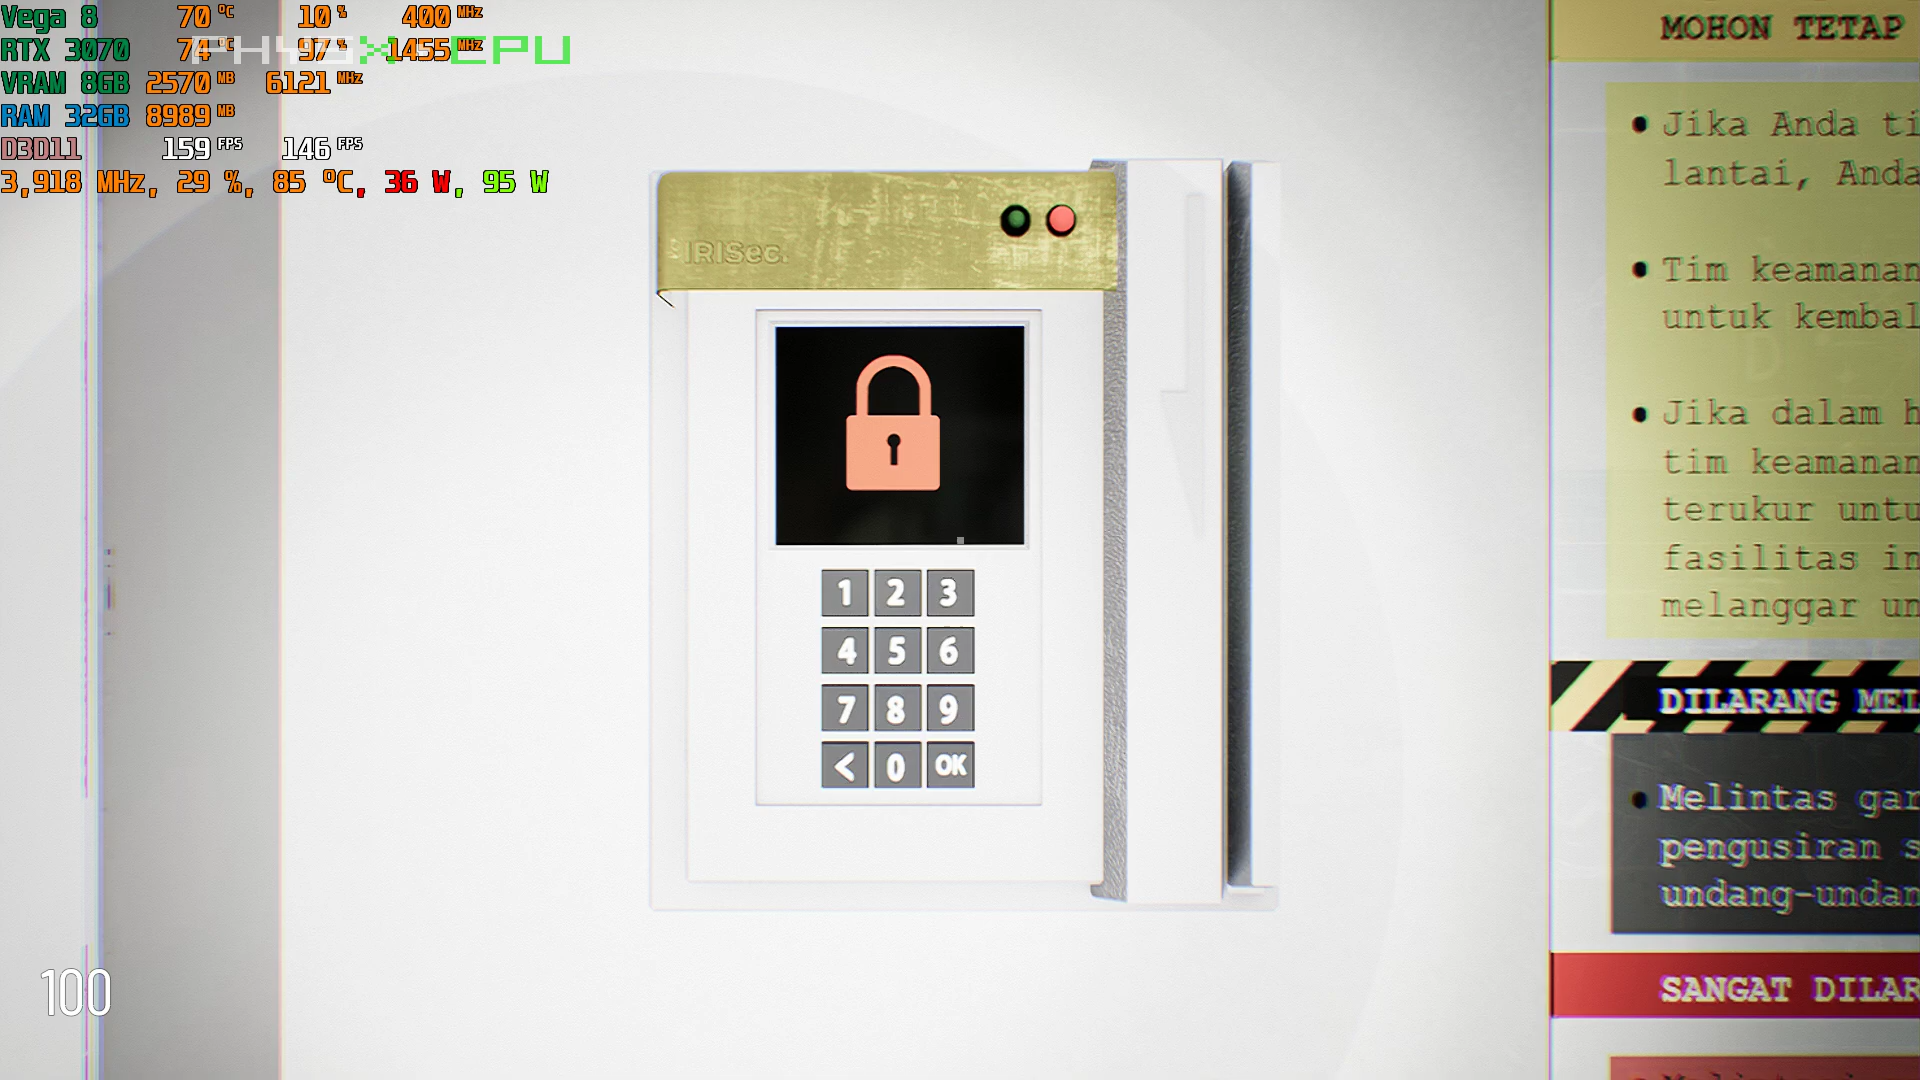 Vega 8 70 °C 10 % 400 MHz
PHYSX CPU
RTX 3070 74 °C 97 % 1455 MHz
VRAM 8GB 2570 MB 6121 MHz
RAM 32GB 8989 MB
D3D11 159 FPS 146 FPS
3,918 MHz, 29 %, 85 °C, 36 W, 95 W
IRISec.
1 2 3
4 5 6
7 8 9
< 0 OK
100
MOHON TETAP
Jika Anda ti
lantai, Anda
Tim keamanan
untuk kembal
Jika dalam h
tim keamanan
terukur untu
fasilitas in
melanggar un
DILARANG MEL
Melintas gar
pengusiran s
undang-undan
SANGAT DILAR